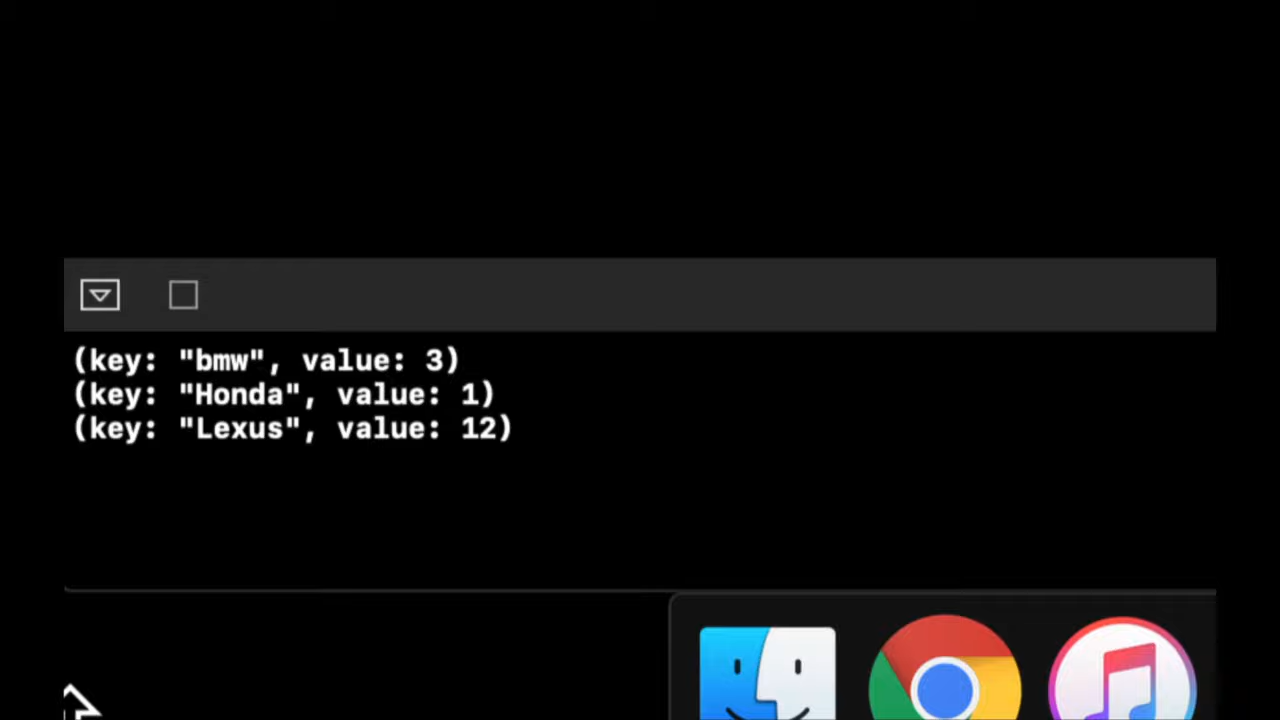 (key: "bmw", value: 3)
(key: "Honda", value: 1)
(key: "Lexus", value: 12)